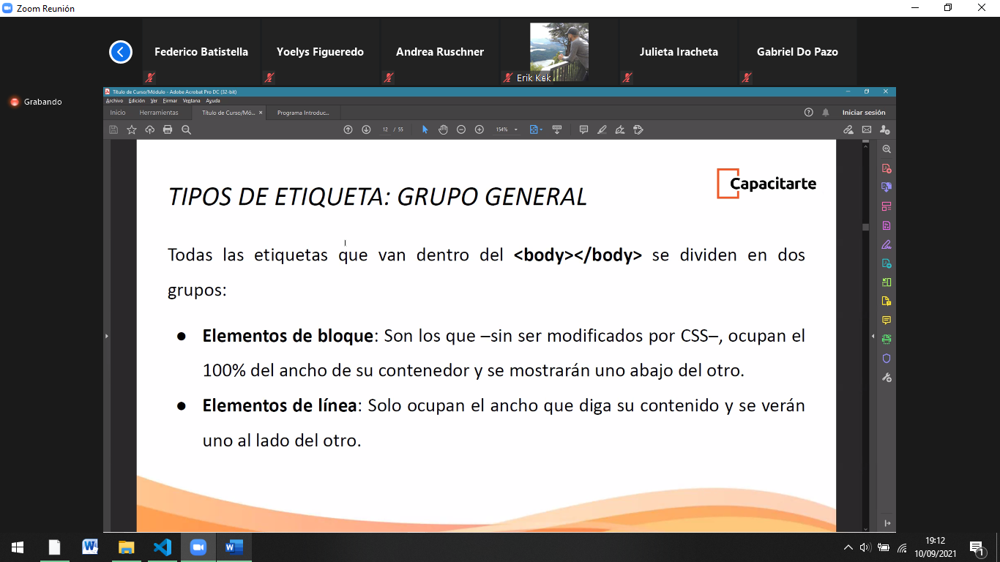 Zoom Reunión
Federico Batistella
Yoelys Figueredo
Andrea Ruschner
Erik Kek
Julieta Iracheta
Gabriel Do Pazo
Grabando
Título de Curso/Módulo - Adobe Acrobat Pro DC (32-bit)
Archivo Edición Ver Firmar Ventana Ayuda
Inicio Herramientas Título de Curso/Mó... × Programa Introduc... Iniciar sesión
12 / 55 154%
Capacitarte
TIPOS DE ETIQUETA: GRUPO GENERAL
Todas las etiquetas que van dentro del <body></body> se dividen en dos
grupos:
● Elementos de bloque: Son los que –sin ser modificados por CSS–, ocupan el
100% del ancho de su contenedor y se mostrarán uno abajo del otro.
● Elementos de línea: Solo ocupan el ancho que diga su contenido y se verán
uno al lado del otro.
19:12
10/09/2021
1